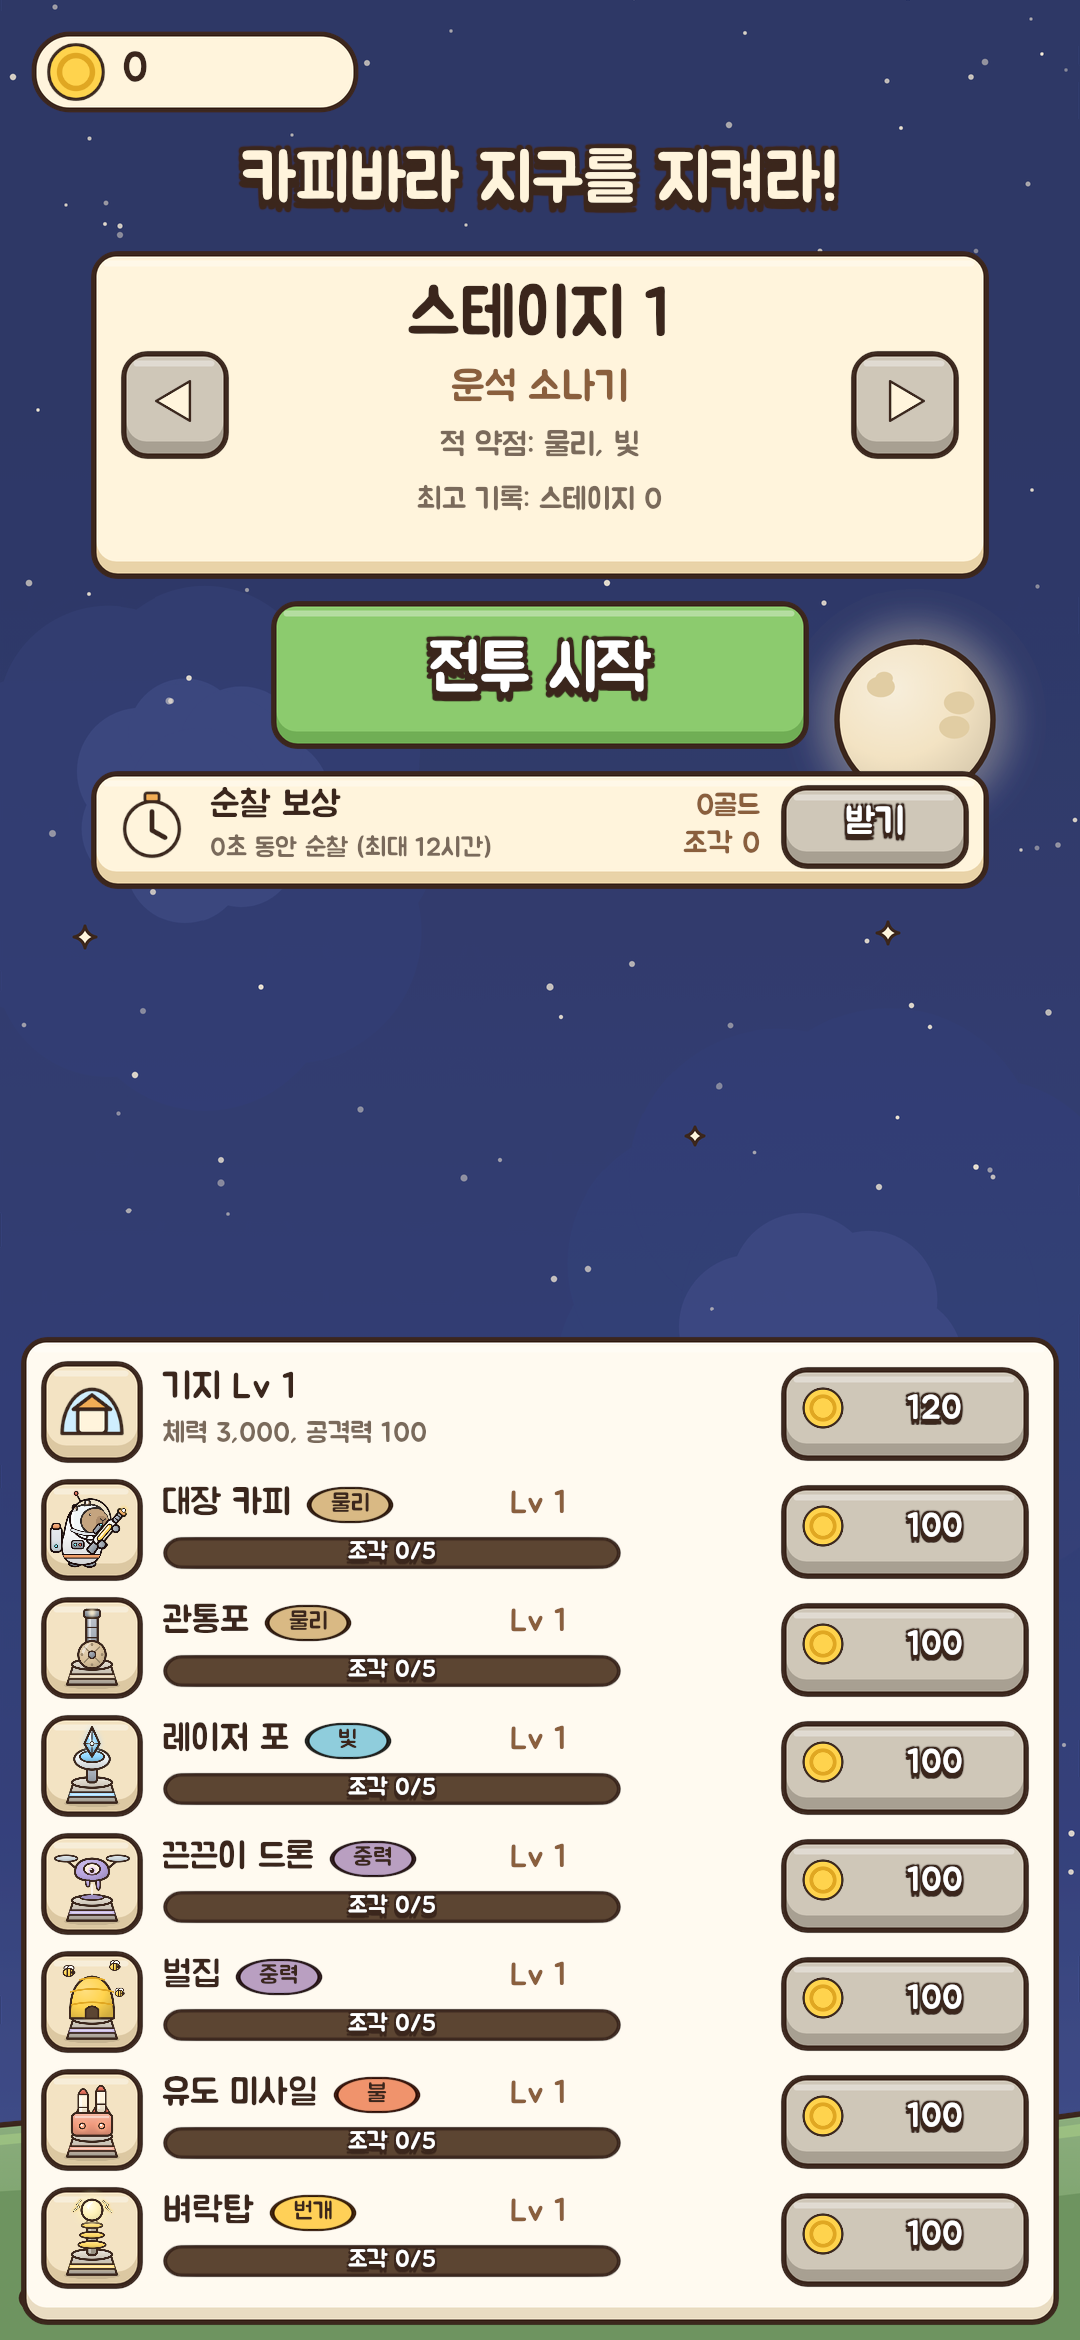 0
카피바라 지구를 지켜라!
스테이지 1
운석 소나기
적 약점: 물리, 빛
최고 기록: 스테이지 0
전투 시작
순찰 보상
0초 동안 순찰 (최대 12시간)
0골드
조각 0
받기
기지 Lv 1
체력 3,000, 공격력 100
120
대장 카피 물리 Lv 1
조각 0/5
100
관통포 물리 Lv 1
조각 0/5
100
레이저 포 빛 Lv 1
조각 0/5
100
끈끈이 드론 중력 Lv 1
조각 0/5
100
벌집 중력 Lv 1
조각 0/5
100
유도 미사일 불 Lv 1
조각 0/5
100
벼락탑 번개 Lv 1
조각 0/5
100